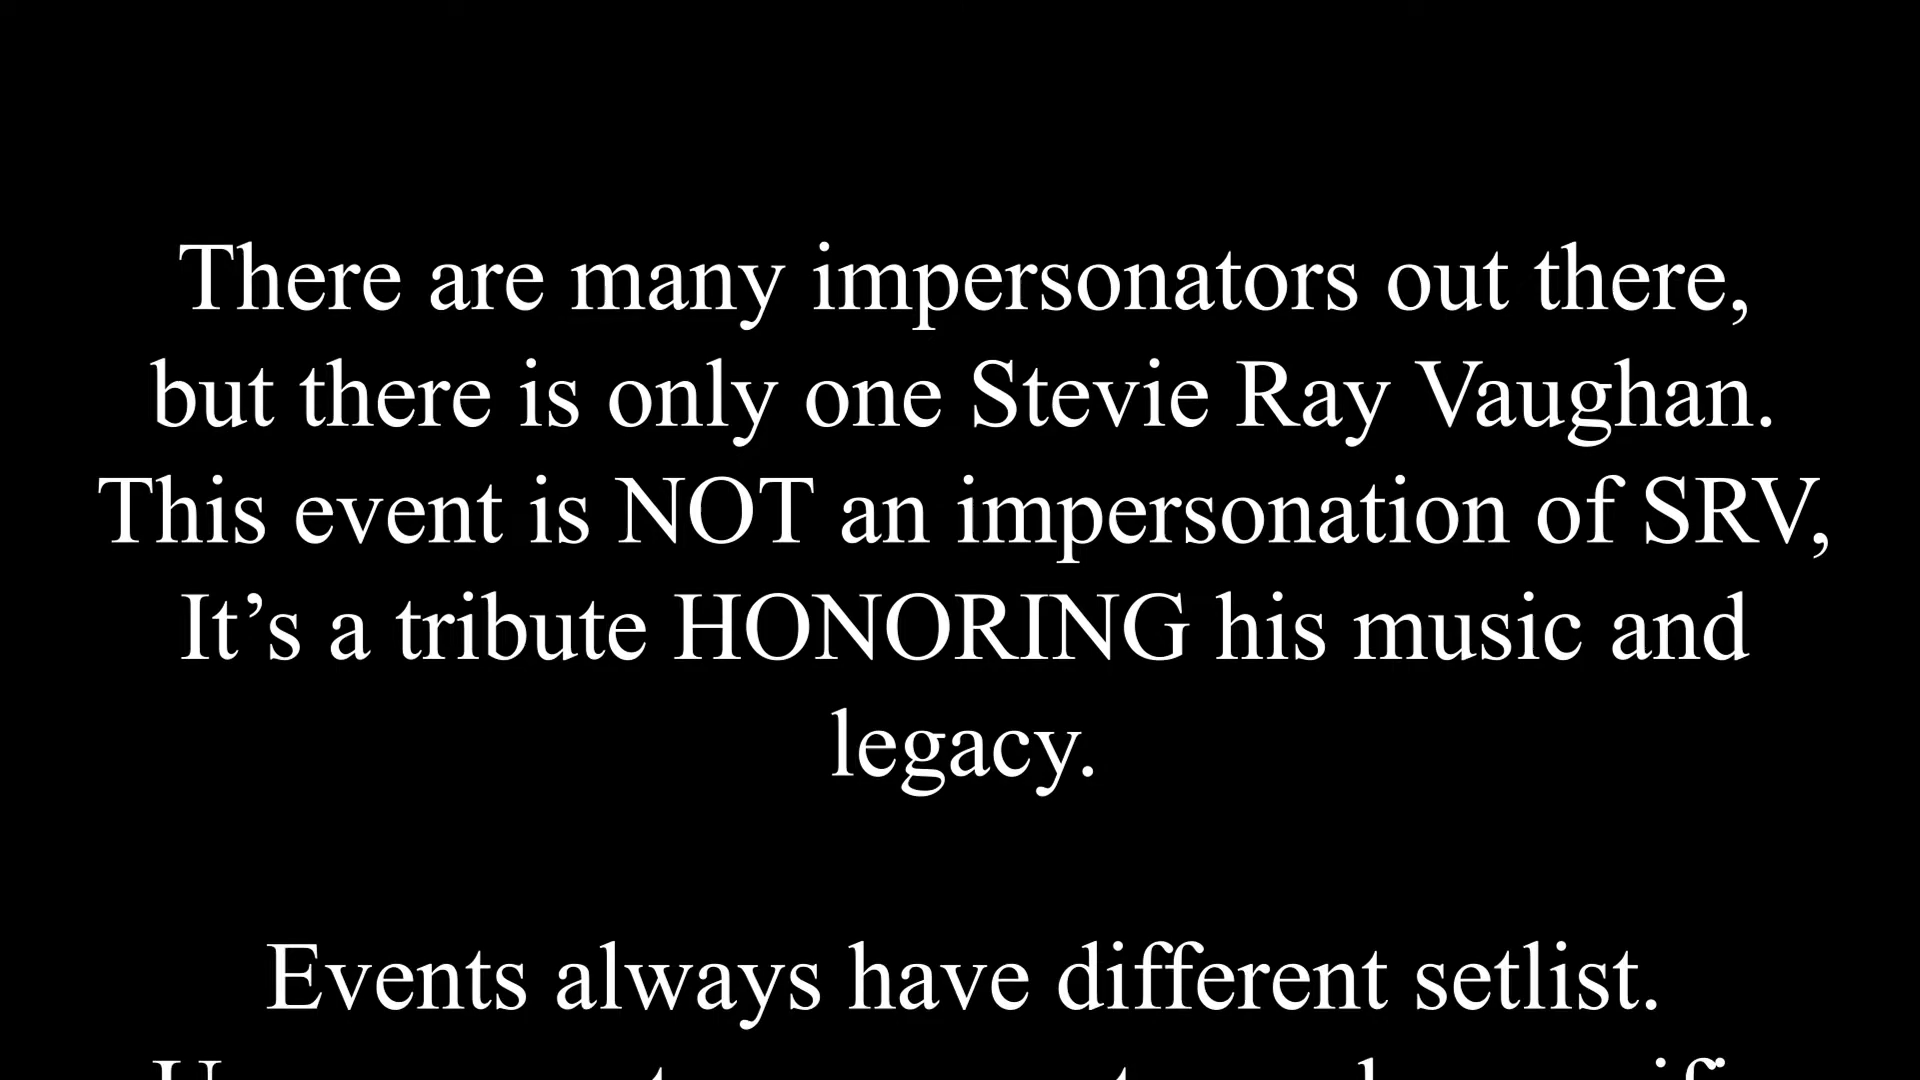 There are many impersonators out there,
but there is only one Stevie Ray Vaughan.
This event is NOT an impersonation of SRV,
It’s a tribute HONORING his music and
legacy.
Events always have different setlist.